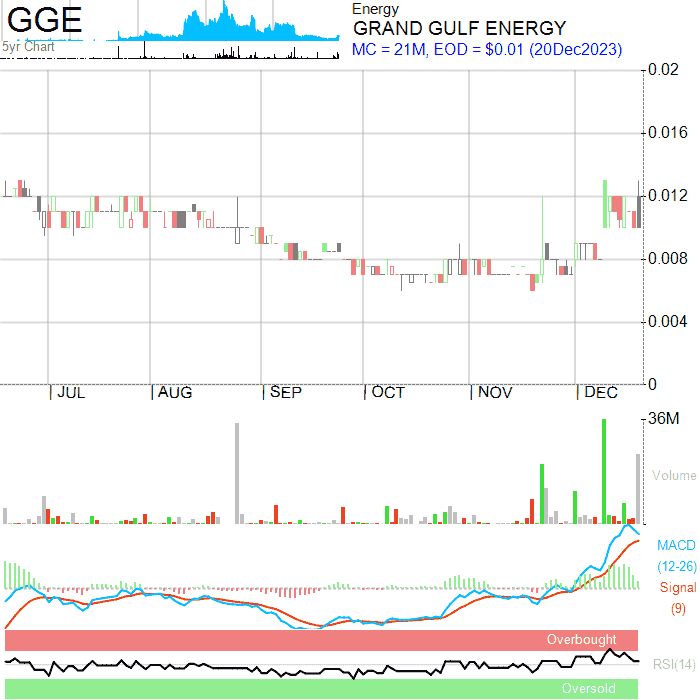 GGE
5yr Chart
Energy
GRAND GULF ENERGY
MC = 21M, EOD = $0.01 (20Dec2023)
0.02
0.016
0.012
0.008
0.004
0
JUL AUG SEP OCT NOV DEC
36M
Volume
MACD
(12-26)
Signal
(9)
Overbought
RSI(14)
Oversold